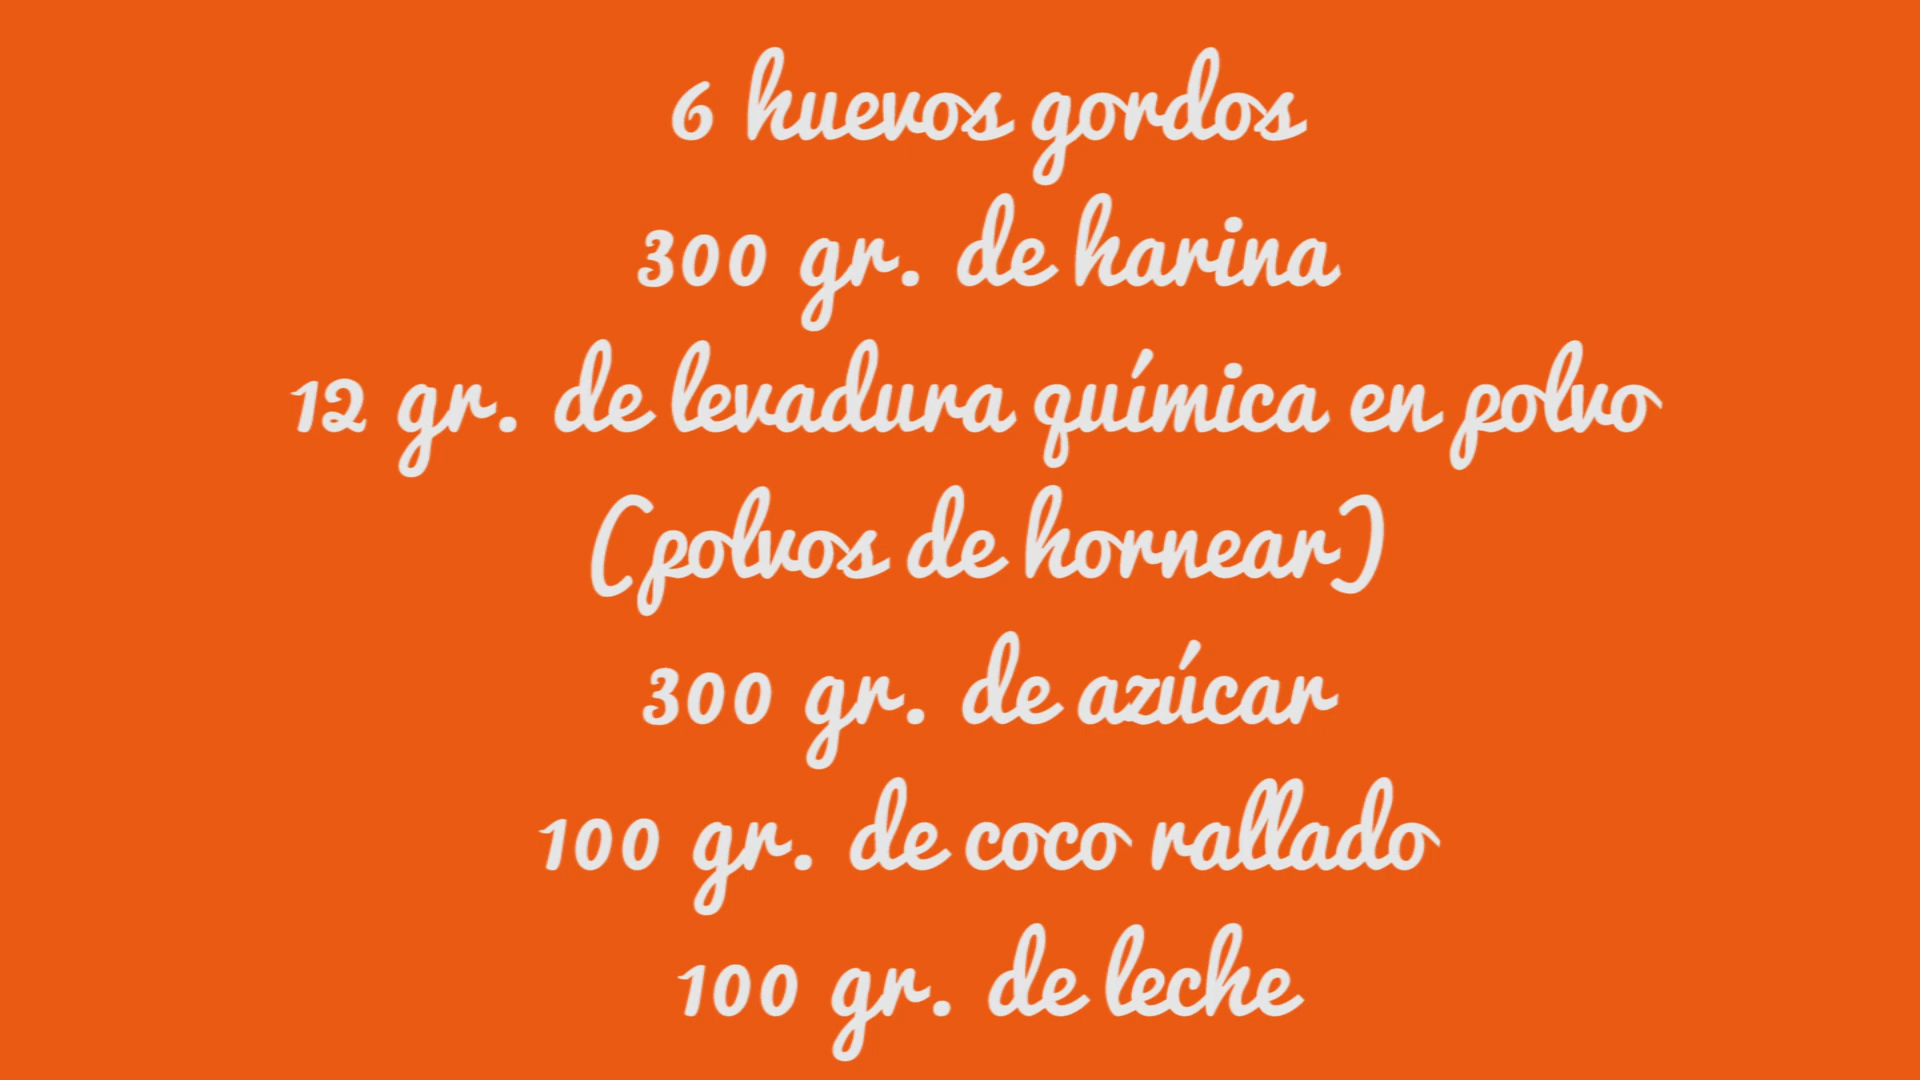 6 huevos gordos
300 gr. de harina
12 gr. de levadura química en polvo
(polvos de hornear)
300 gr. de azúcar
100 gr. de coco rallado
100 gr. de leche